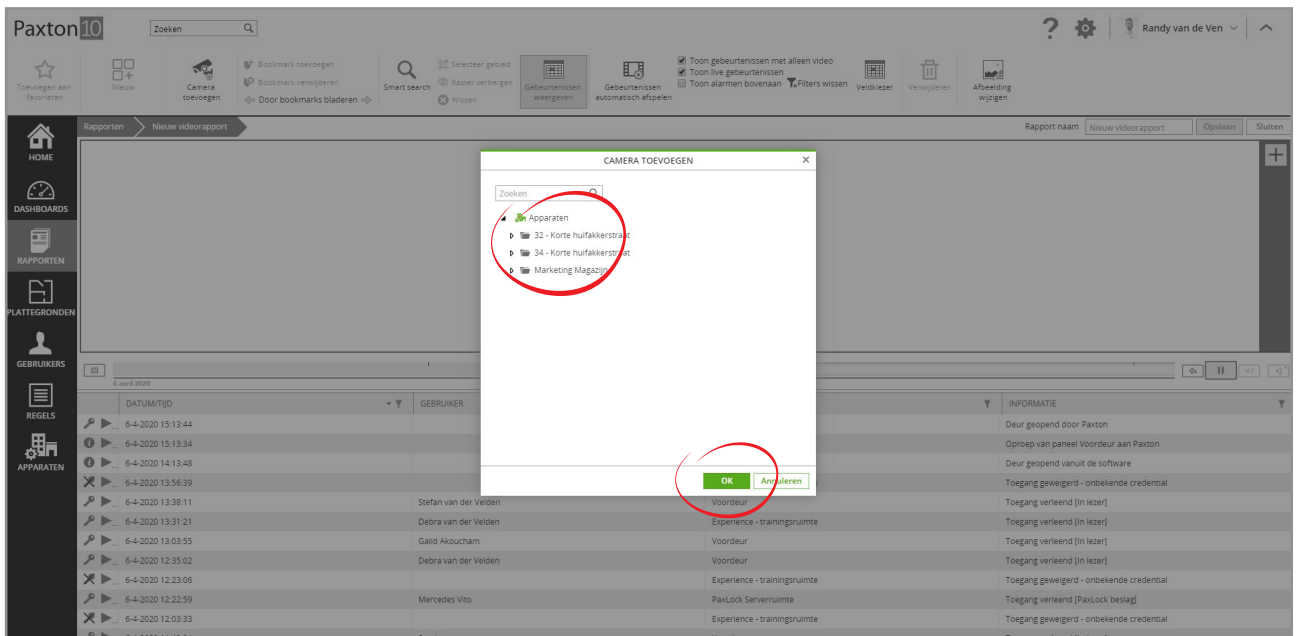 Paxton10
Zoeken
? Randy van de Ven
Toevoegen aan favorieten
Nieuw
Camera toevoegen
Bookmark toevoegen
Bookmark verwijderen
Door bookmarks bladeren
Smart search
Selecteer gebied
Raster verbergen
Wissen
Gebeurtenissen weergeven
Gebeurtenissen automatisch afspelen
Toon gebeurtenissen met alleen video
Toon live gebeurtenissen
Toon alarmen bovenaan Filters wissen
Veldkiezer
Verwijderen
Afbeelding wijzigen
HOME
DASHBOARDS
RAPPORTEN
PLATTEGRONDEN
GEBRUIKERS
REGELS
APPARATEN
Rapporten Nieuw videorapport
Rapport naam Nieuw videorapport Opslaan Sluiten
CAMERA TOEVOEGEN
Zoeken
Apparaten
32 - Korte huifakkerstraat
34 - Korte huifakkerstraat
Marketing Magazijn
OK Annuleren
6 april 2020
DATUM/TIJD GEBRUIKER INFORMATIE
6-4-2020 15:13:44 Deur geopend door Paxton
6-4-2020 15:13:34 Oproep van paneel Voordeur aan Paxton
6-4-2020 14:13:48 Deur geopend vanuit de software
6-4-2020 13:56:39 Toegang geweigerd - onbekende credential
6-4-2020 13:38:11 Stefan van der Velden Voordeur Toegang verleend [In lezer]
6-4-2020 13:31:21 Debra van der Velden Experience - trainingsruimte Toegang verleend [In lezer]
6-4-2020 13:03:55 Galid Akoucham Voordeur Toegang verleend [In lezer]
6-4-2020 12:35:02 Debra van der Velden Voordeur Toegang verleend [In lezer]
6-4-2020 12:23:06 Experience - trainingsruimte Toegang geweigerd - onbekende credential
6-4-2020 12:22:59 Mercedes Vito PaxLock Serverruimte Toegang verleend [PaxLock beslag]
6-4-2020 12:03:33 Experience - trainingsruimte Toegang geweigerd - onbekende credential